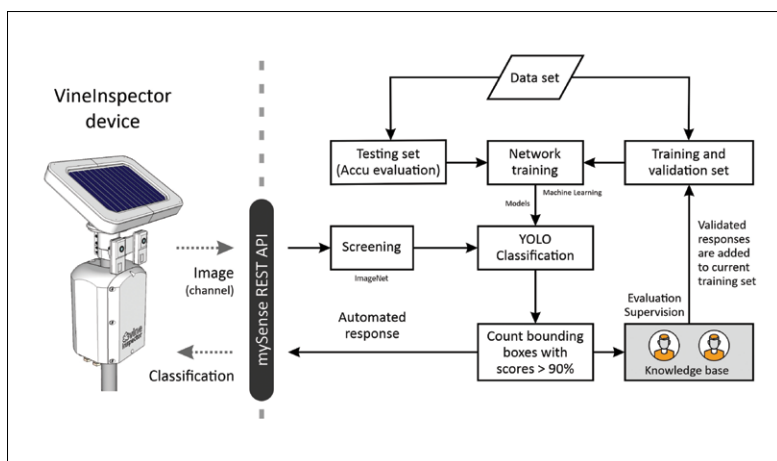 Data set
VineInspector
device
Testing set
(Accu evaluation)
Network
training
Training and
validation set
Machine Learning
Models
mySense REST API
Screening
ImageNet
YOLO
Classification
Validated
responses
are added
to current
training set
Image
(channel)
Evaluation
Supervision
Automated
response
Count bounding
boxes with
scores > 90%
Knowledge base
Classification
vine
inspector